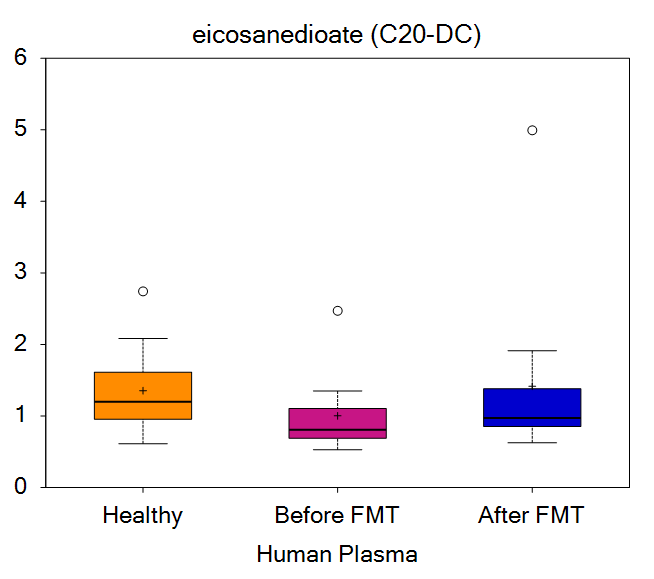 eicosanedioate (C20-DC)
6
5
4
3
2
1
0
Healthy Before FMT After FMT
Human Plasma